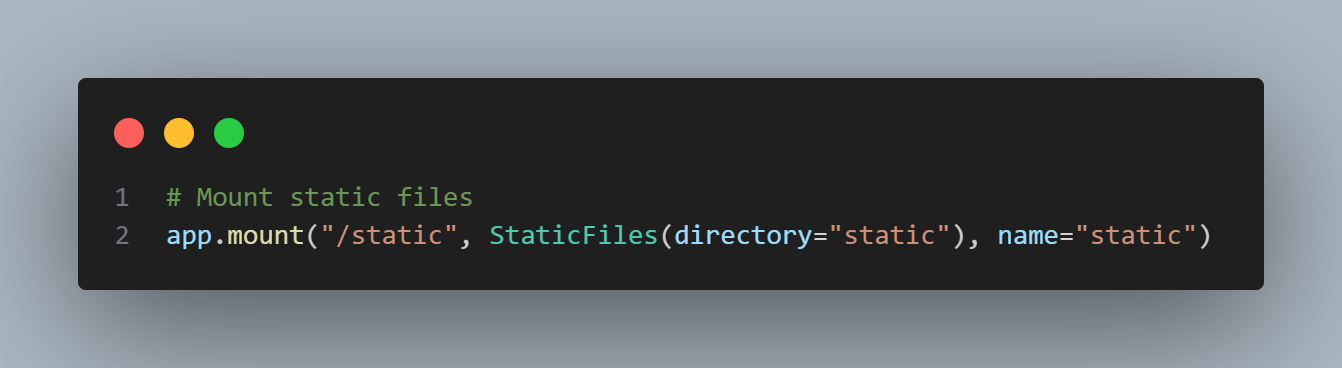 1 # Mount static files
2 app.mount("/static", StaticFiles(directory="static"), name="static")